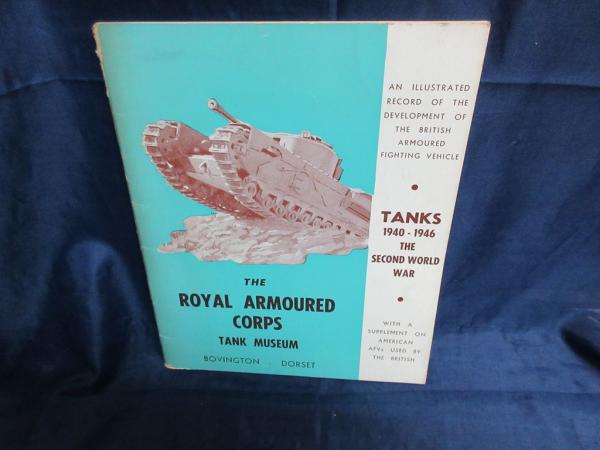 AN ILLUSTRATED
RECORD OF THE
DEVELOPMENT OF
THE BRITISH
ARMOURED
FIGHTING VEHICLE
TANKS
1940 - 1946
THE
SECOND WORLD
WAR
WITH A
SUPPLEMENT ON
AMERICAN
AFVs USED BY
THE BRITISH
THE
ROYAL ARMOURED
CORPS
TANK MUSEUM
BOVINGTON . DORSET